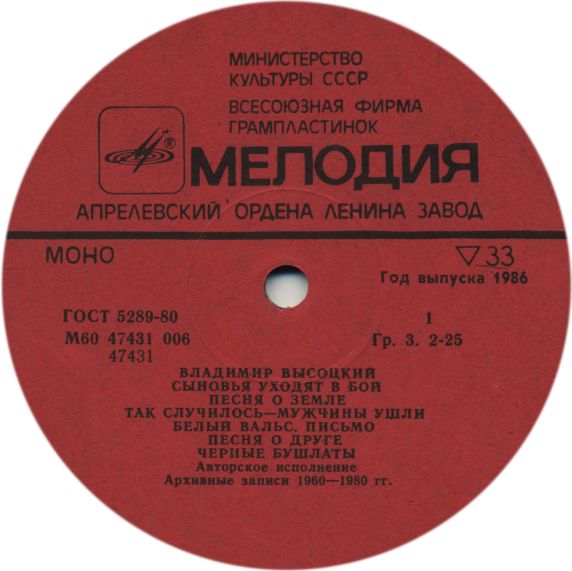 МИНИСТЕРСТВО
КУЛЬТУРЫ СССР
ВСЕСОЮЗНАЯ ФИРМА
ГРАМПЛАСТИНОК
®
МЕЛОДИЯ
АПРЕЛЕВСКИЙ ОРДЕНА ЛЕНИНА ЗАВОД
МОНО
33
Год выпуска 1986
ГОСТ 5289-80
1
М60 47431 006
Гр. 3. 2-25
47431
ВЛАДИМИР ВЫСОЦКИЙ
СЫНОВЬЯ УХОДЯТ В БОЙ
ПЕСНЯ О ЗЕМЛЕ
ТАК СЛУЧИЛОСЬ—МУЖЧИНЫ УШЛИ
БЕЛЫЙ ВАЛЬС. ПИСЬМО
ПЕСНЯ О ДРУГЕ
ЧЕРНЫЕ БУШЛАТЫ
Авторское исполнение
Архивные записи 1960—1980 гг.